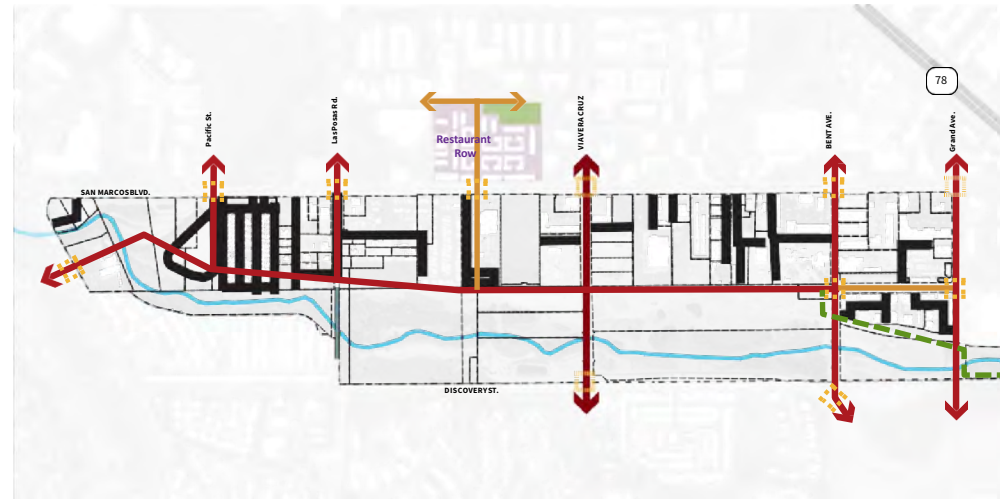 78
Pacific St.
Las Posas Rd.
VIA VERA CRUZ
BENT AVE.
Grand Ave.
Restaurant
Row
SAN MARCOS BLVD.
DISCOVERY ST.